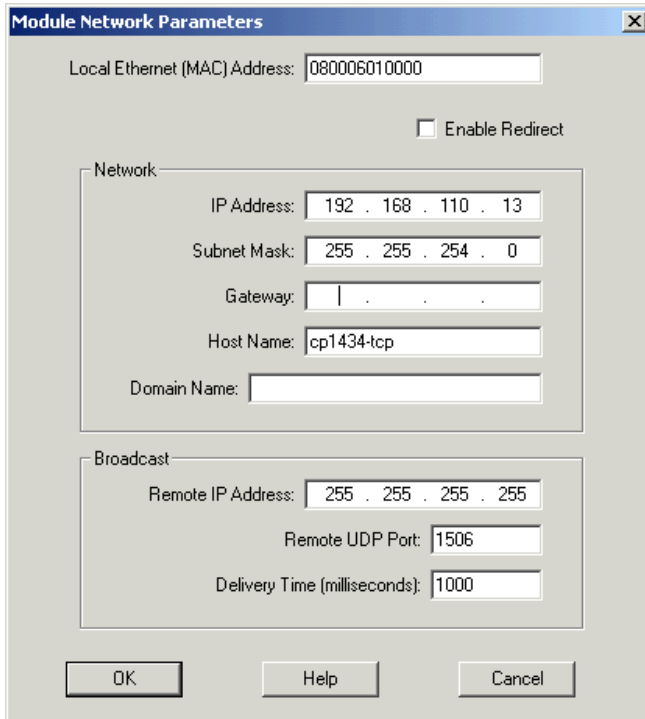 Module Network Parameters
Local Ethernet (MAC) Address: 080006010000
Enable Redirect
Network
IP Address: 192 . 168 . 110 . 13
Subnet Mask: 255 . 255 . 254 . 0
Gateway: . . .
Host Name: cp1434-tcp
Domain Name:
Broadcast
Remote IP Address: 255 . 255 . 255 . 255
Remote UDP Port: 1506
Delivery Time (milliseconds): 1000
OK Help Cancel